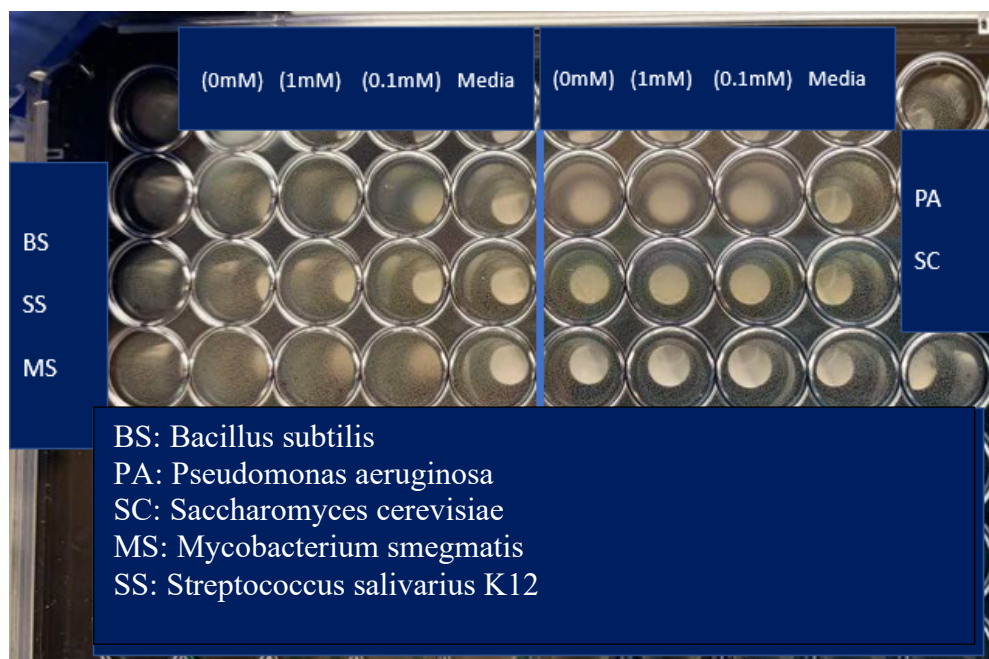 (0mM) (1mM) (0.1mM) Media (0mM) (1mM) (0.1mM) Media
BS
SS
MS
PA
SC
BS: Bacillus subtilis
PA: Pseudomonas aeruginosa
SC: Saccharomyces cerevisiae
MS: Mycobacterium smegmatis
SS: Streptococcus salivarius K12